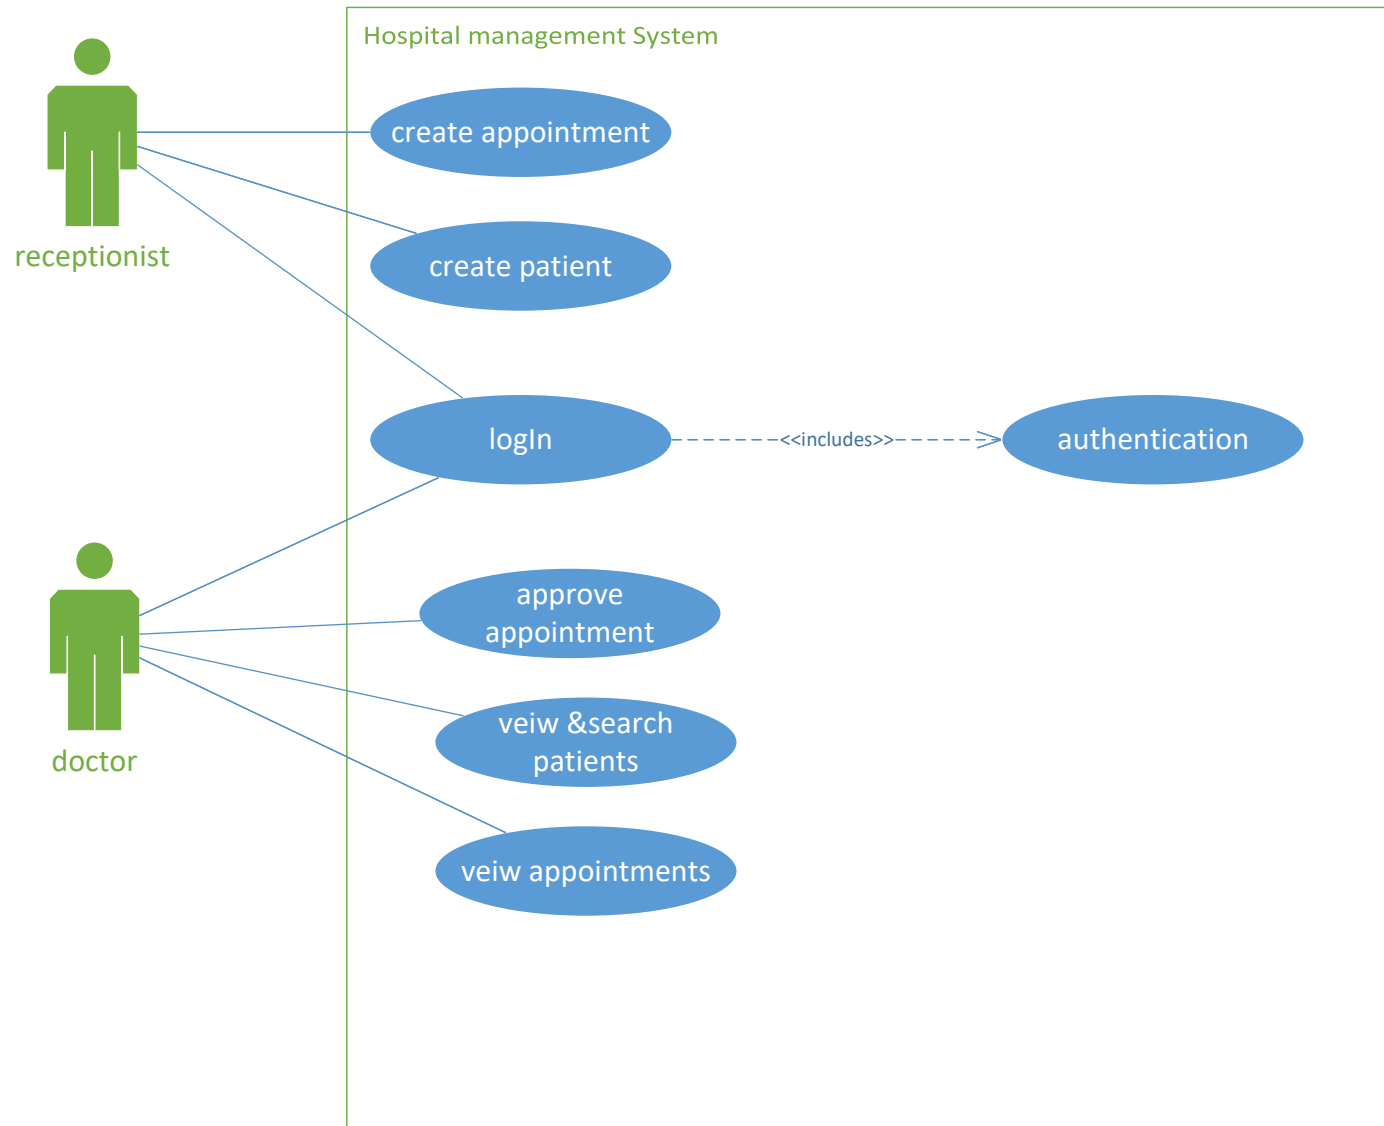 Hospital management System
create appointment
receptionist
create patient
logIn
<<includes>>
authentication
approve
appointment
veiw &search
patients
doctor
veiw appointments